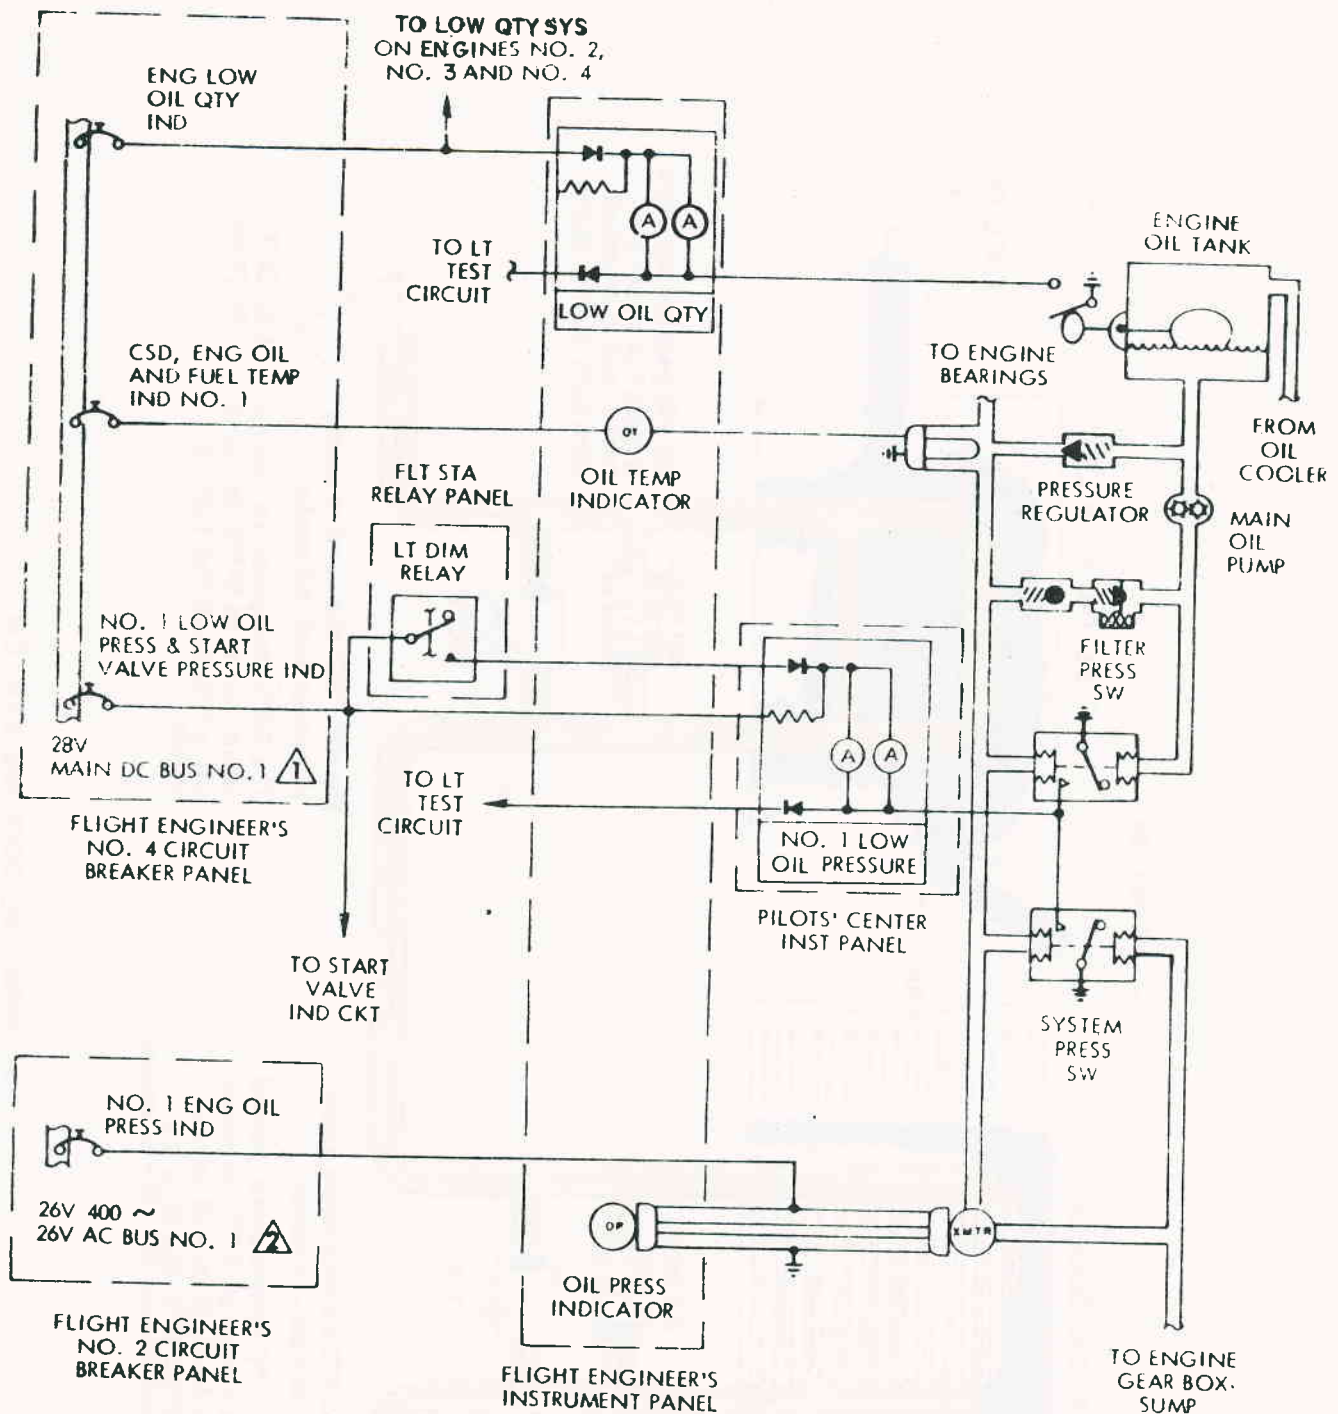 TO LOW QTY SYS
ON ENGINES NO. 2,
NO. 3 AND NO. 4
ENG LOW
OIL QTY
IND
A A
TO LT
TEST
CIRCUIT
LOW OIL QTY
ENGINE
OIL TANK
CSD, ENG OIL
AND FUEL TEMP
IND NO. 1
OT
OIL TEMP
INDICATOR
TO ENGINE
BEARINGS
FROM
OIL
COOLER
PRESSURE
REGULATOR
MAIN
OIL
PUMP
FLT STA
RELAY PANEL
LT DIM
RELAY
NO. 1 LOW OIL
PRESS & START
VALVE PRESSURE IND
FILTER
PRESS
SW
28V
MAIN DC BUS NO. 1 1
FLIGHT ENGINEER'S
NO. 4 CIRCUIT
BREAKER PANEL
TO LT
TEST
CIRCUIT
A A
NO. 1 LOW
OIL PRESSURE
PILOTS' CENTER
INST PANEL
TO START
VALVE
IND CKT
SYSTEM
PRESS
SW
NO. 1 ENG OIL
PRESS IND
26V 400 ~
26V AC BUS NO. 1 2
FLIGHT ENGINEER'S
NO. 2 CIRCUIT
BREAKER PANEL
OP
XMTR
OIL PRESS
INDICATOR
FLIGHT ENGINEER'S
INSTRUMENT PANEL
TO ENGINE
GEAR BOX.
SUMP